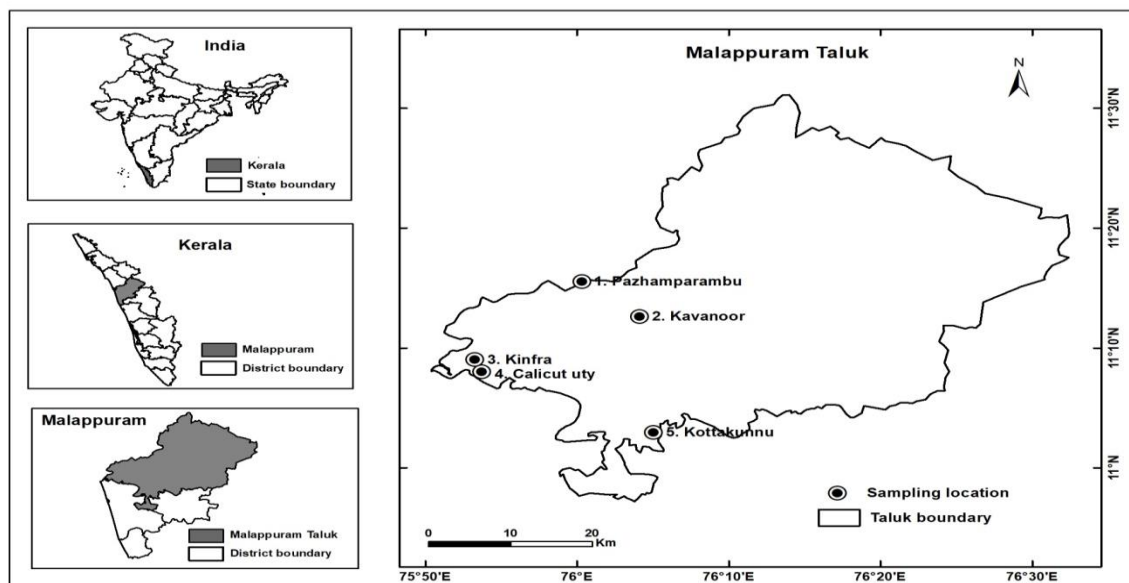 India
Kerala
State boundary
Kerala
Malappuram
District boundary
Malappuram
Malappuram Taluk
District boundary
Malappuram Taluk
N
1. Pazhamparambu
2. Kavanoor
3. Kinfra
4. Calicut uty
5. Kottakunnu
Sampling location
Taluk boundary
0 10 20
Km
11°30'N
11°20'N
11°10'N
11°N
75°50'E 76°E 76°10'E 76°20'E 76°30'E